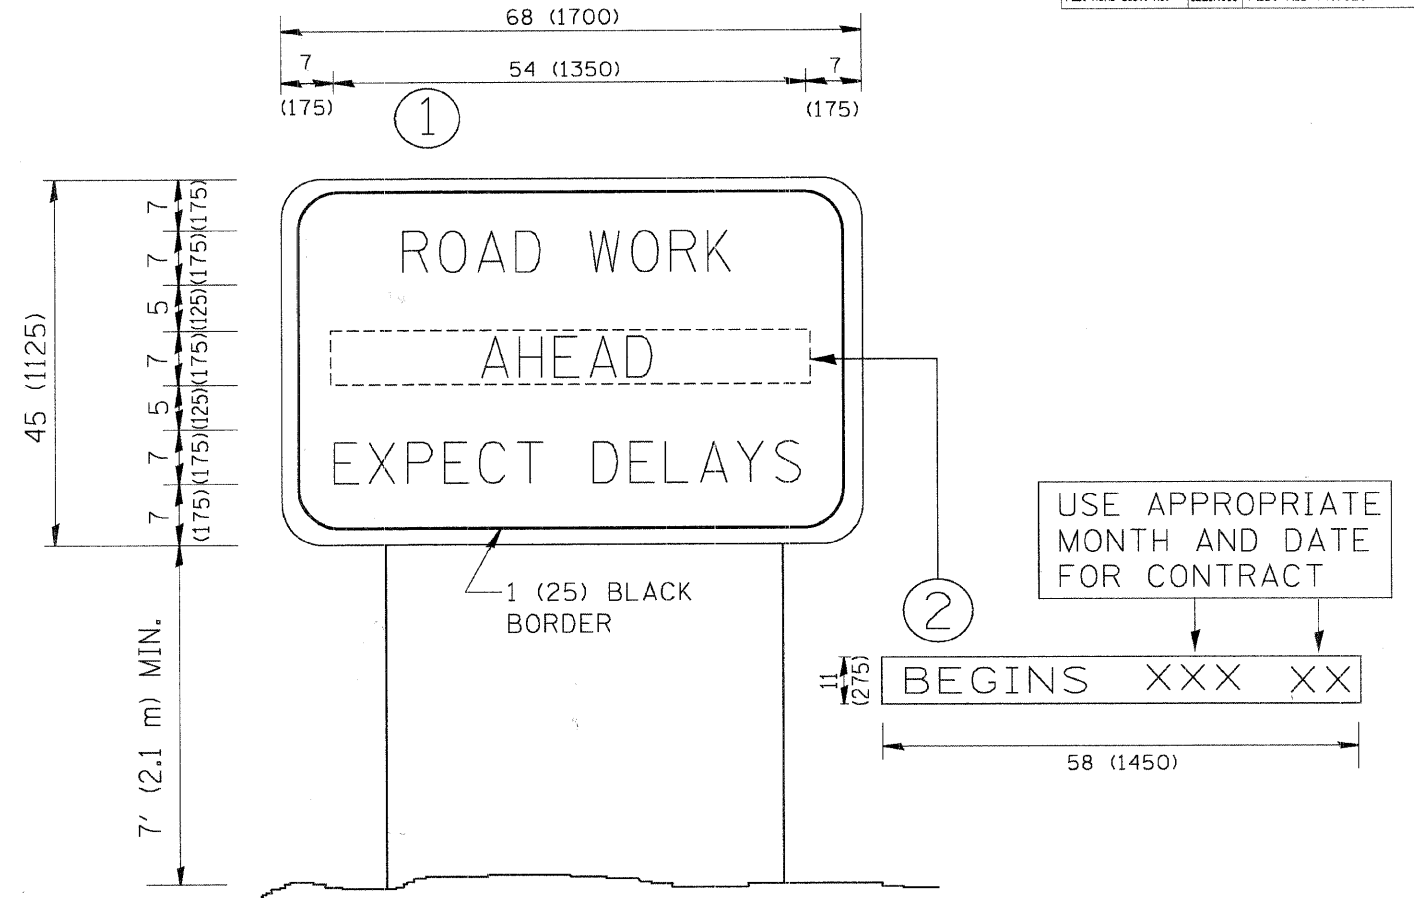 68 (1700)
7
54 (1350)
7
(175)
(175)
1
45 (1125)
7
(175)
7
(175)
5
(125)
7
(175)
5
(125)
7
(175)
7
(175)
ROAD WORK
AHEAD
EXPECT DELAYS
1 (25) BLACK
BORDER
7' (2.1 m) MIN.
USE APPROPRIATE
MONTH AND DATE
FOR CONTRACT
2
11
(275)
BEGINS XXX XX
58 (1450)